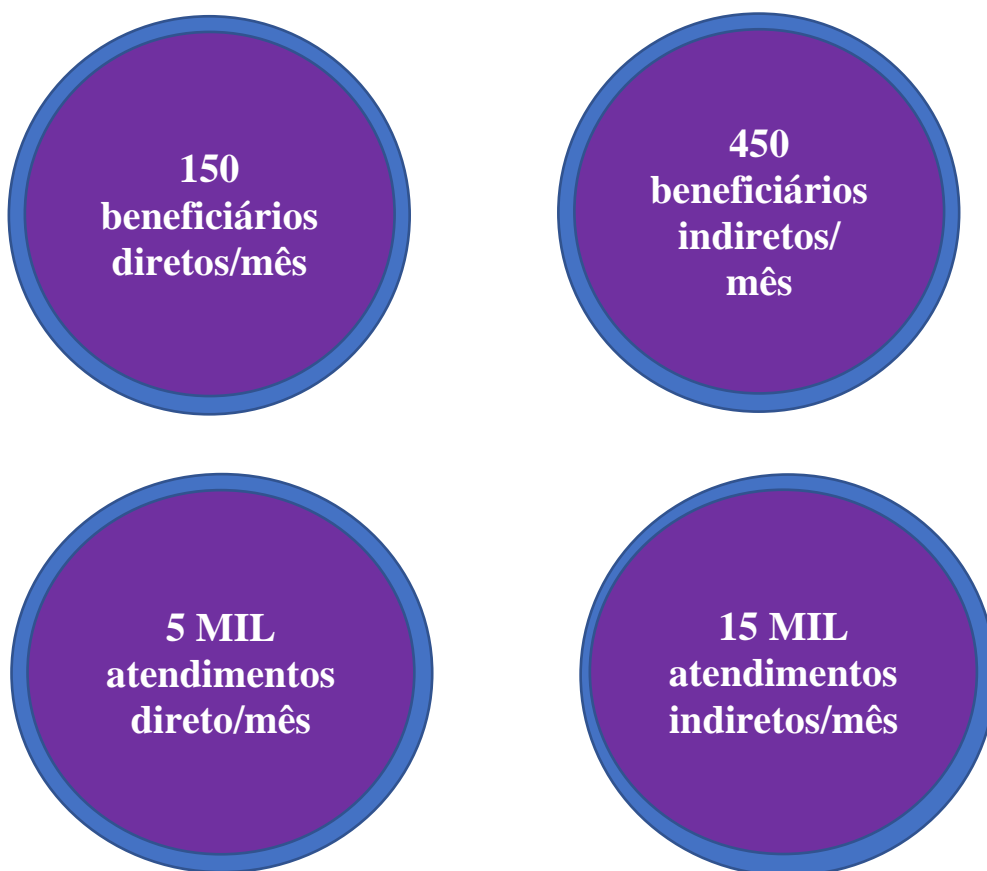 150
beneficiários
diretos/mês
450
beneficiários
indiretos/
mês
5 MIL
atendimentos
direto/mês
15 MIL
atendimentos
indiretos/mês